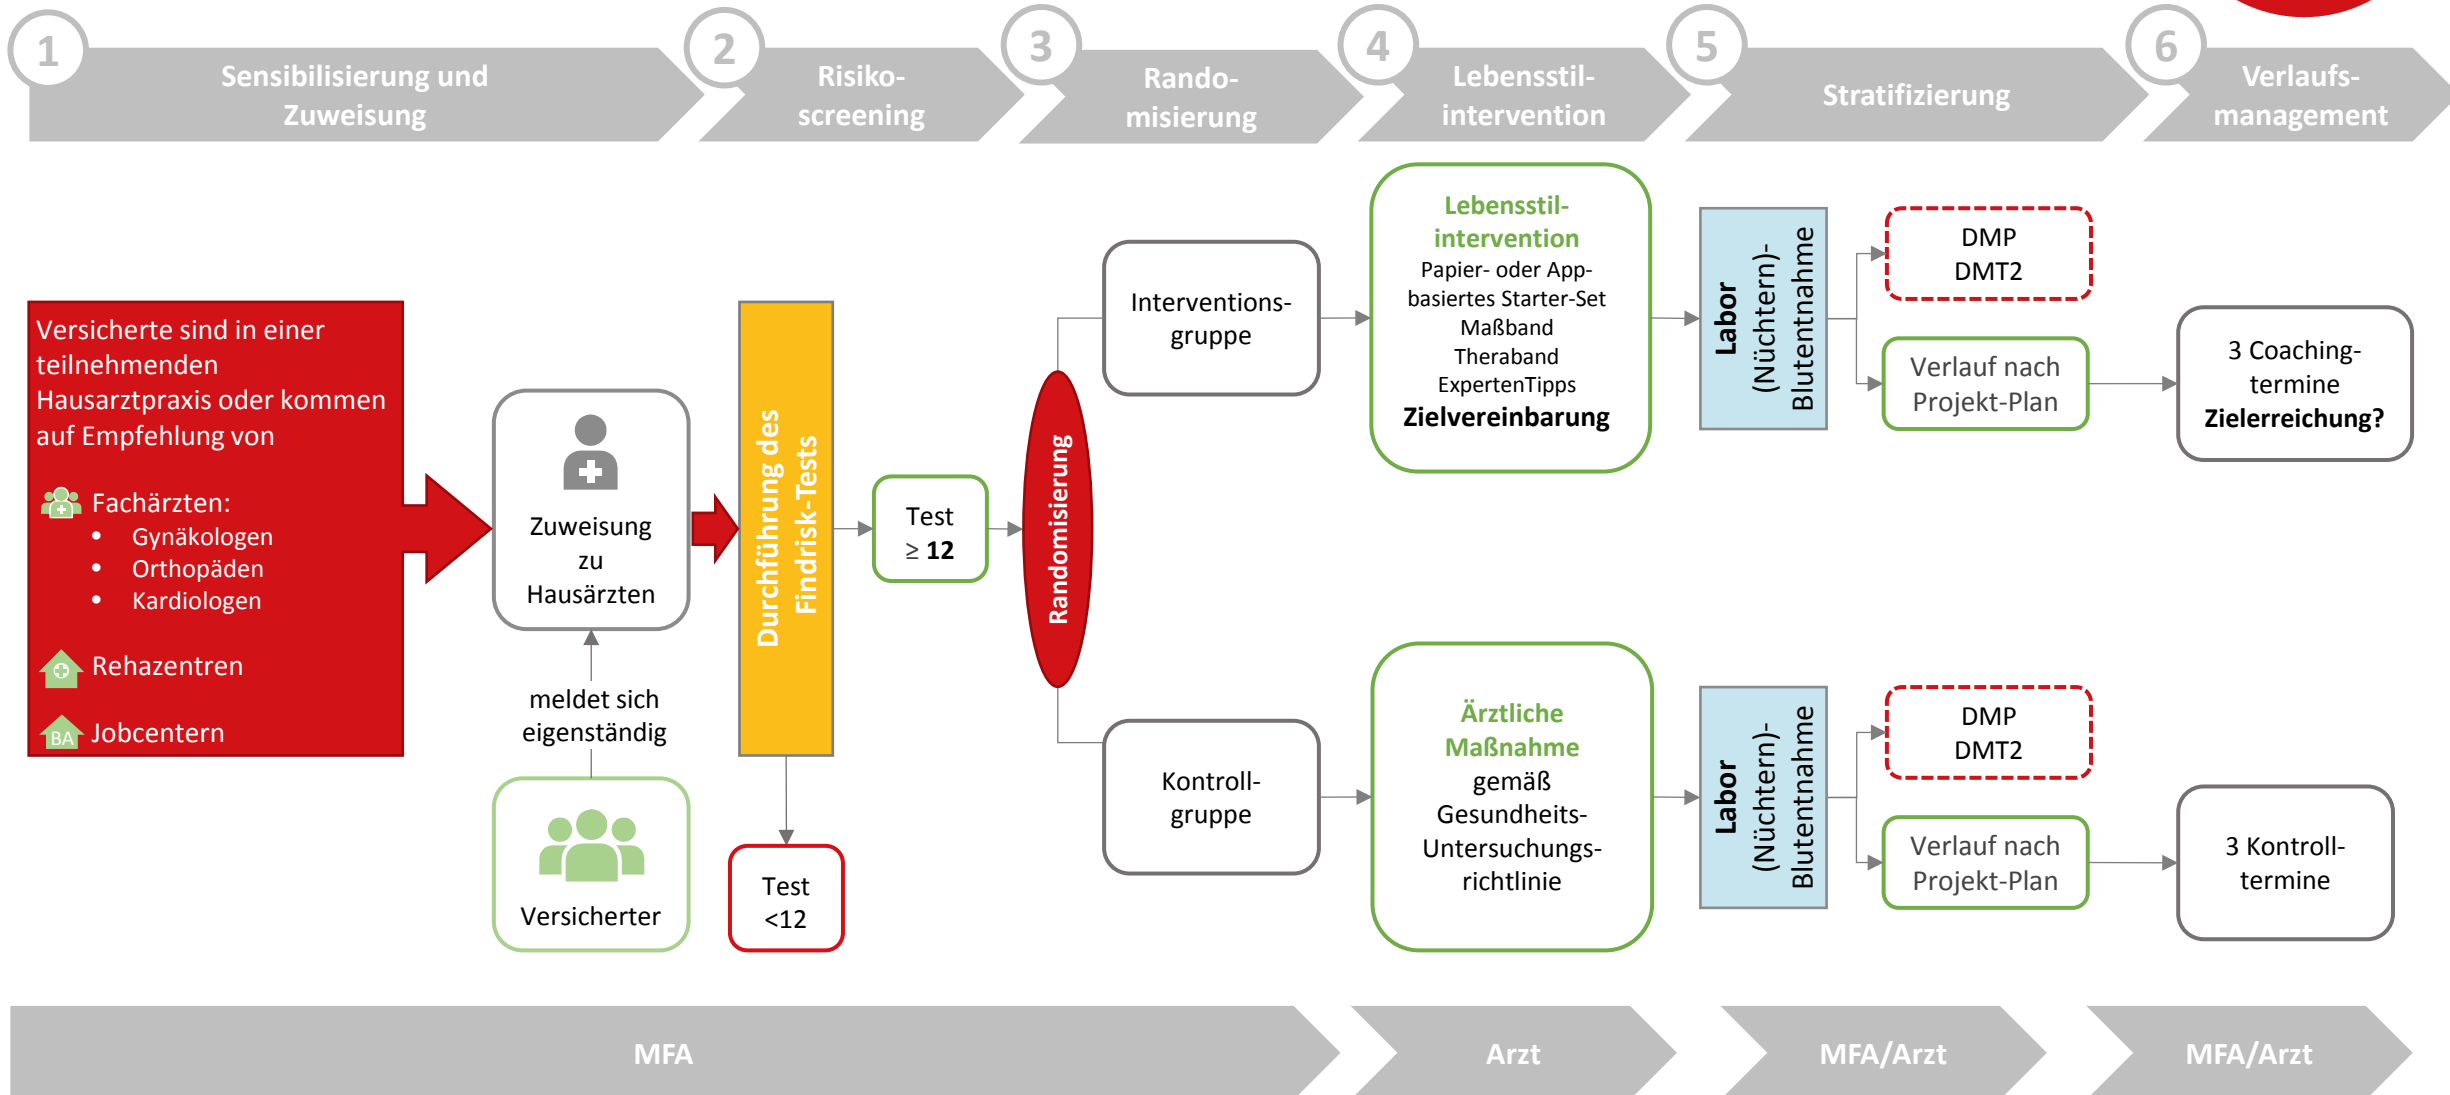 1
Sensibilisierung und
Zuweisung
2
Risiko-
screening
3
Rando-
misierung
4
Lebensstil-
intervention
5
Stratifizierung
6
Verlaufs-
management
Versicherte sind in einer
teilnehmenden
Hausarztpraxis oder kommen
auf Empfehlung von
Fachärzten:
• Gynäkologen
• Orthopäden
• Kardiologen
Rehazentren
BA
Jobcentern
Zuweisung
zu
Hausärzten
meldet sich
eigenständig
Versicherter
Durchführung des
Findrisk-Tests
Test
≥ 12
Test
<12
Randomisierung
Interventions-
gruppe
Kontroll-
gruppe
Lebensstil-
intervention
Papier- oder App-
basiertes Starter-Set
Maßband
Theraband
ExpertenTipps
Zielvereinbarung
Labor
(Nüchtern)-
Blutentnahme
DMP
DMT2
Verlauf nach
Projekt-Plan
3 Coaching-
termine
Zielerreichung?
Ärztliche
Maßnahme
gemäß
Gesundheits-
Untersuchungs-
richtlinie
Labor
(Nüchtern)-
Blutentnahme
DMP
DMT2
Verlauf nach
Projekt-Plan
3 Kontroll-
termine
MFA
Arzt
MFA/Arzt
MFA/Arzt